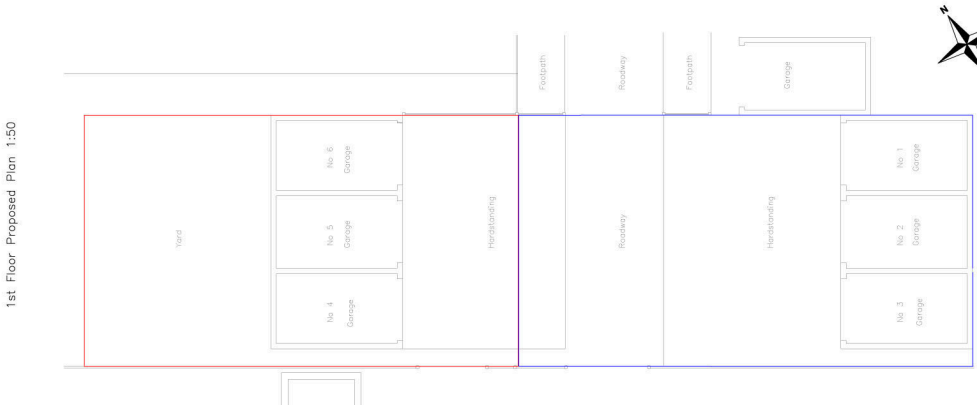 1st Floor Proposed Plan 1:50
Yard
No 6
Garage
No 5
Garage
No 4
Garage
Hardstanding
Footpath
Roadway
Footpath
Garage
Roadway
Hardstanding
No 1
Garage
No 2
Garage
No 3
Garage
N